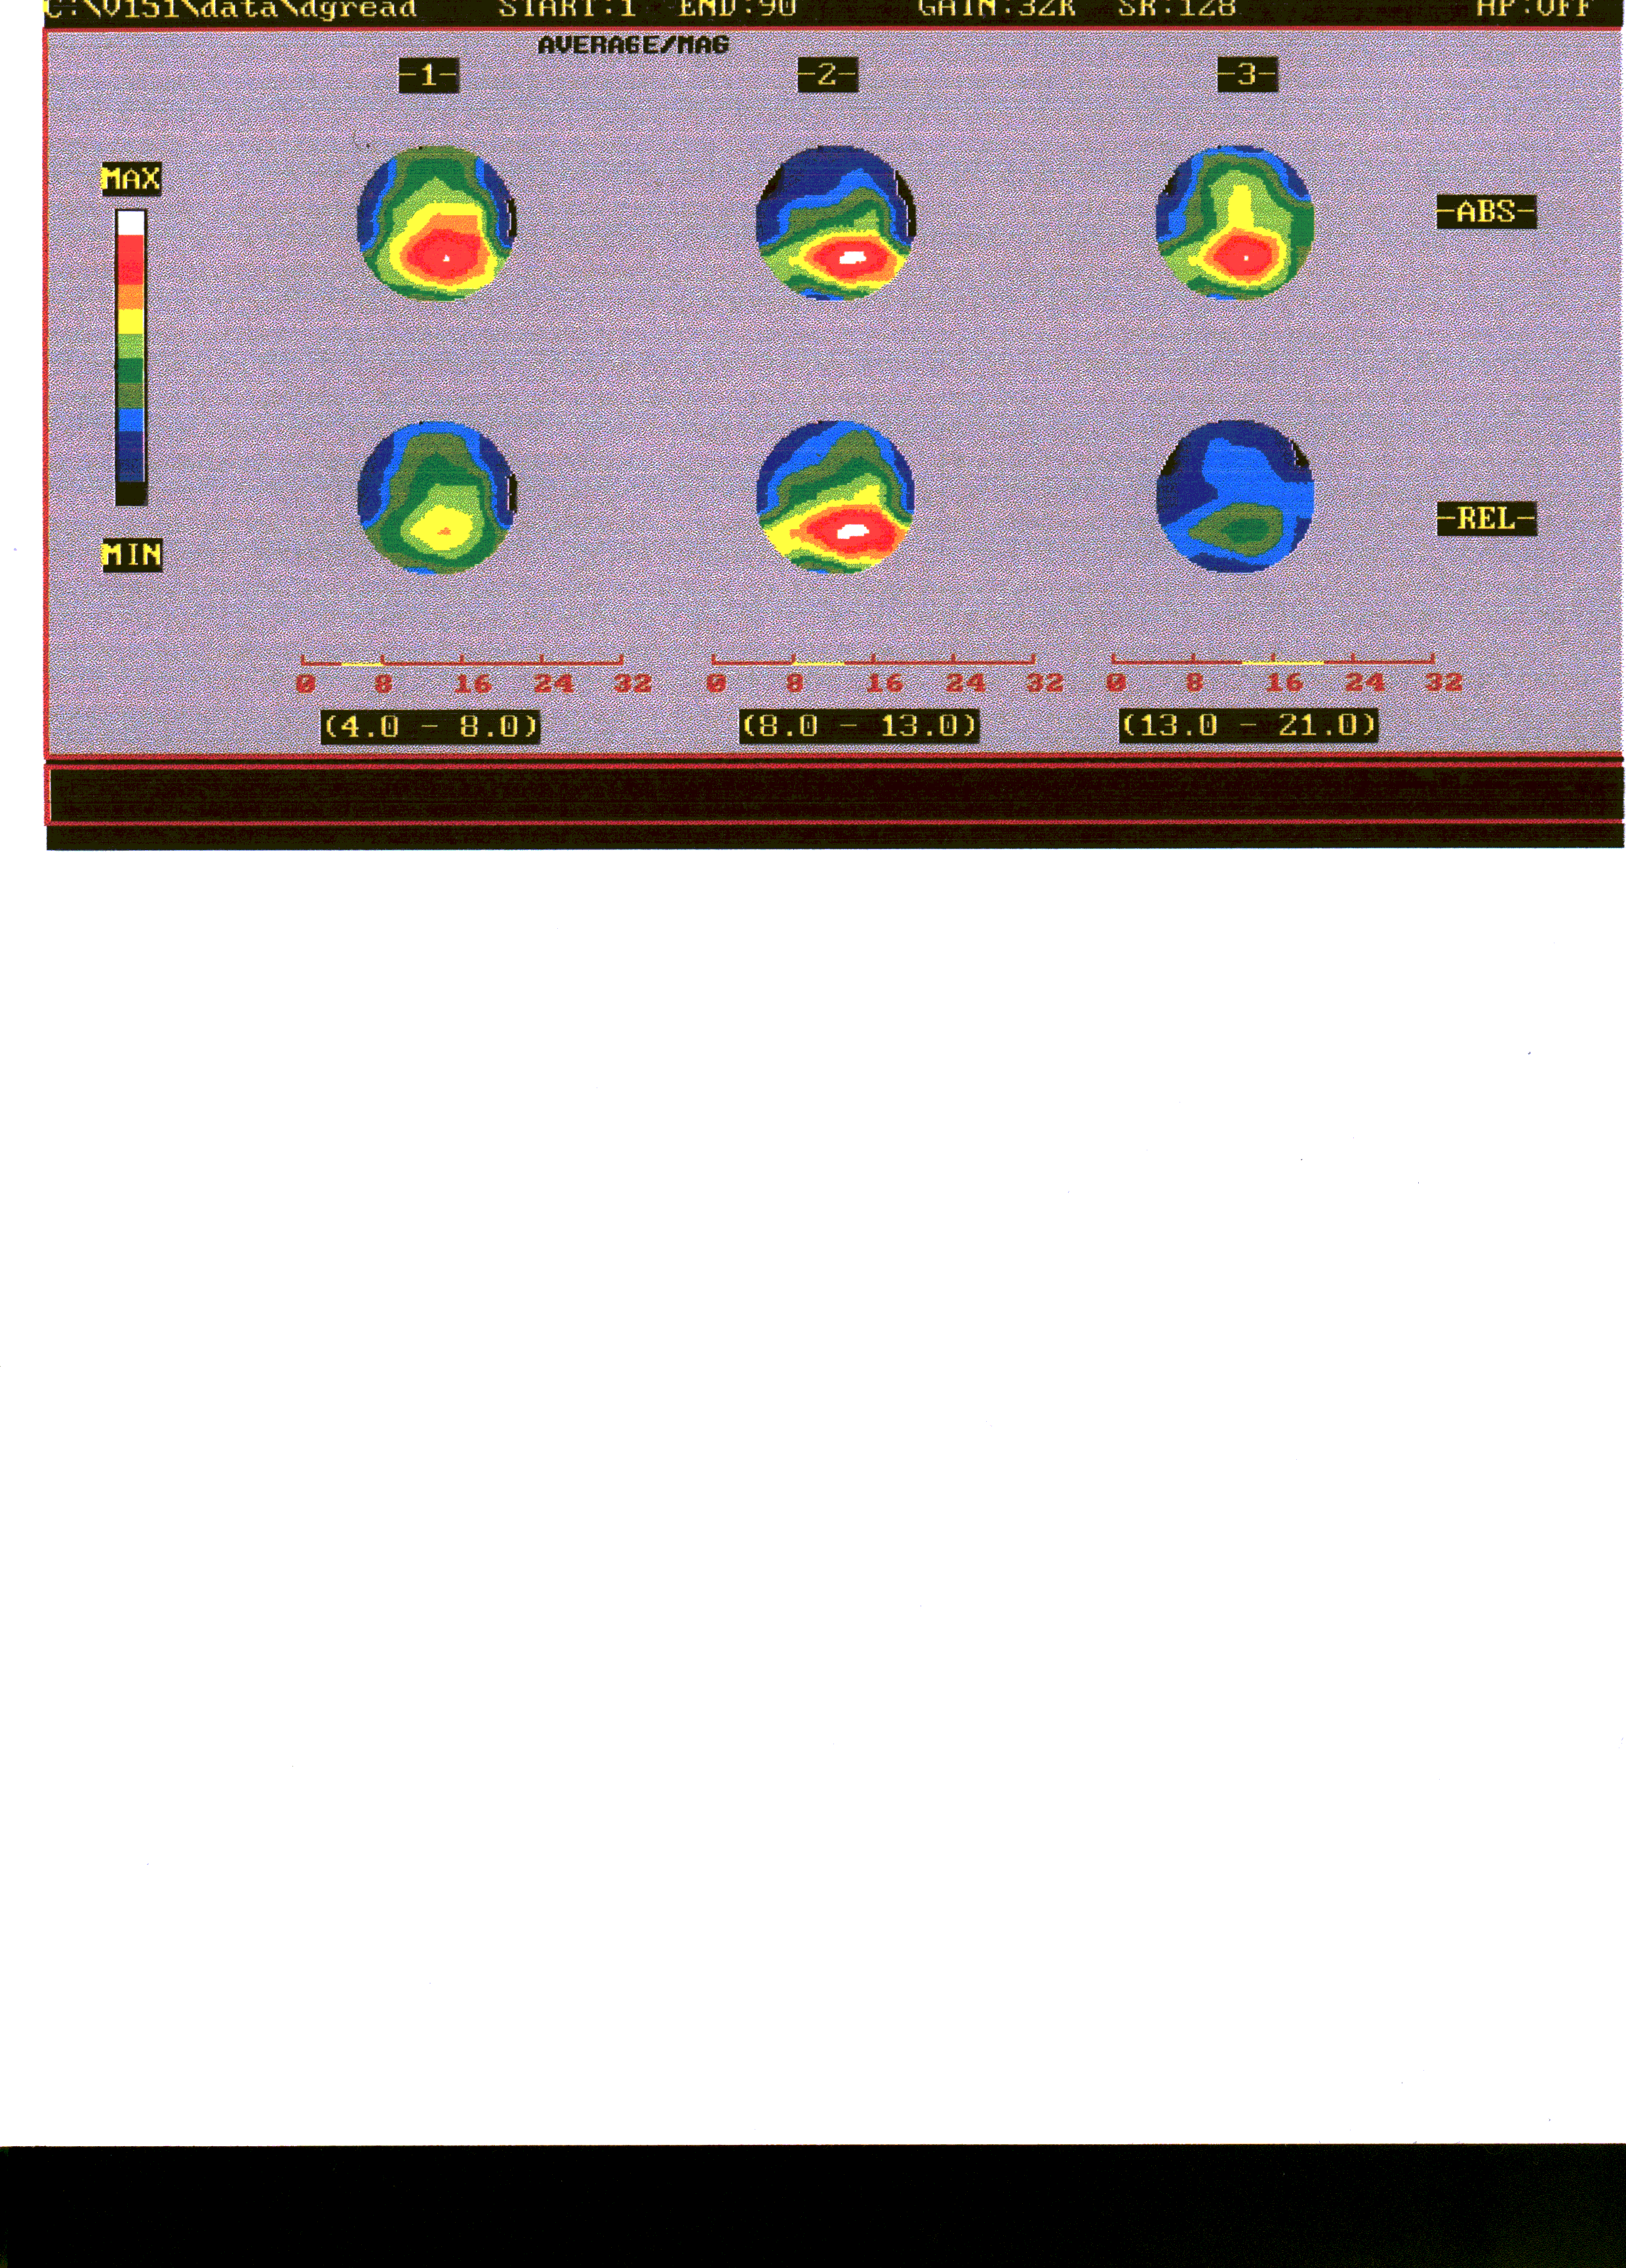 C:\V151\data\dgread START:1 END:90 GAIN:32K SR:128 HP:OFF
AVERAGE/MAG
-1- -2- -3-
MAX
-ABS-
MIN
-REL-
0 8 16 24 32 0 8 16 24 32 0 8 16 24 32
(4.0 - 8.0) (8.0 - 13.0) (13.0 - 21.0)